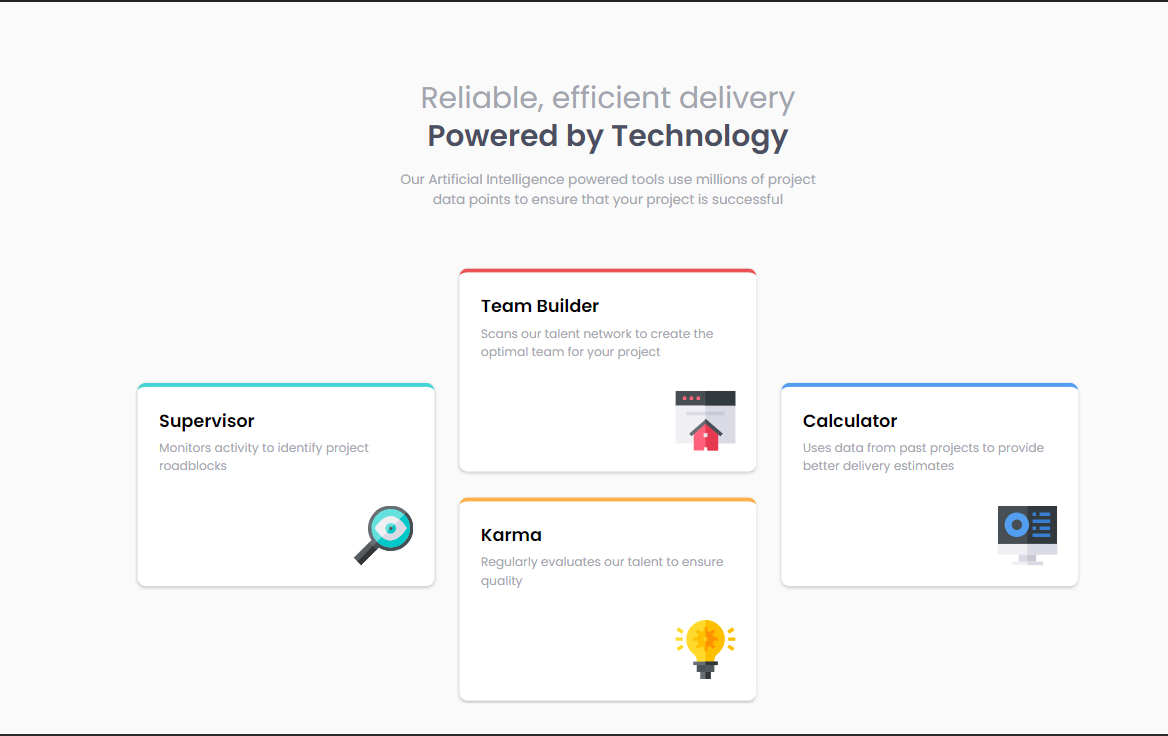 Reliable, efficient delivery
Powered by Technology
Our Artificial Intelligence powered tools use millions of project
data points to ensure that your project is successful
Supervisor
Monitors activity to identify project
roadblocks
Team Builder
Scans our talent network to create the
optimal team for your project
Karma
Regularly evaluates our talent to ensure
quality
Calculator
Uses data from past projects to provide
better delivery estimates